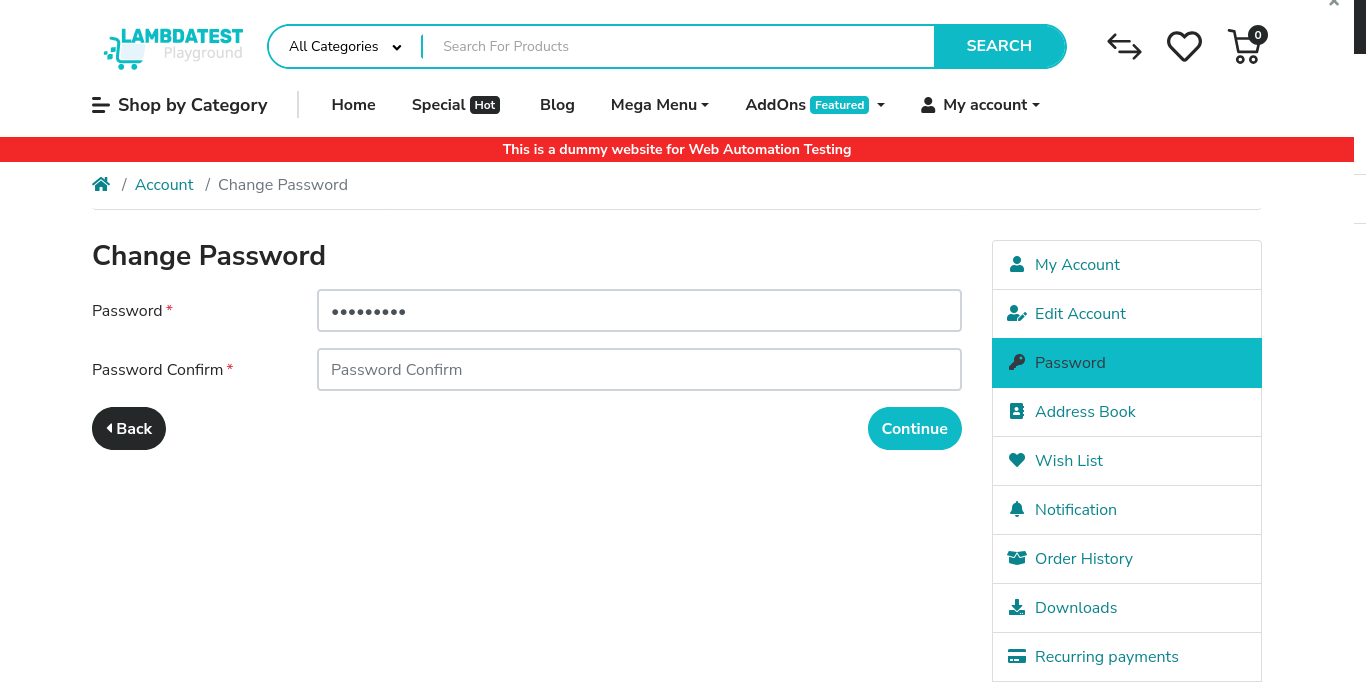 LAMBDATEST
Playground
All Categories
Search For Products
SEARCH
0
Shop by Category
Home
Special Hot
Blog
Mega Menu
AddOns Featured
My account
This is a dummy website for Web Automation Testing
/ Account / Change Password
Change Password
Password *
•••••••••
Password Confirm *
Password Confirm
Back
Continue
My Account
Edit Account
Password
Address Book
Wish List
Notification
Order History
Downloads
Recurring payments